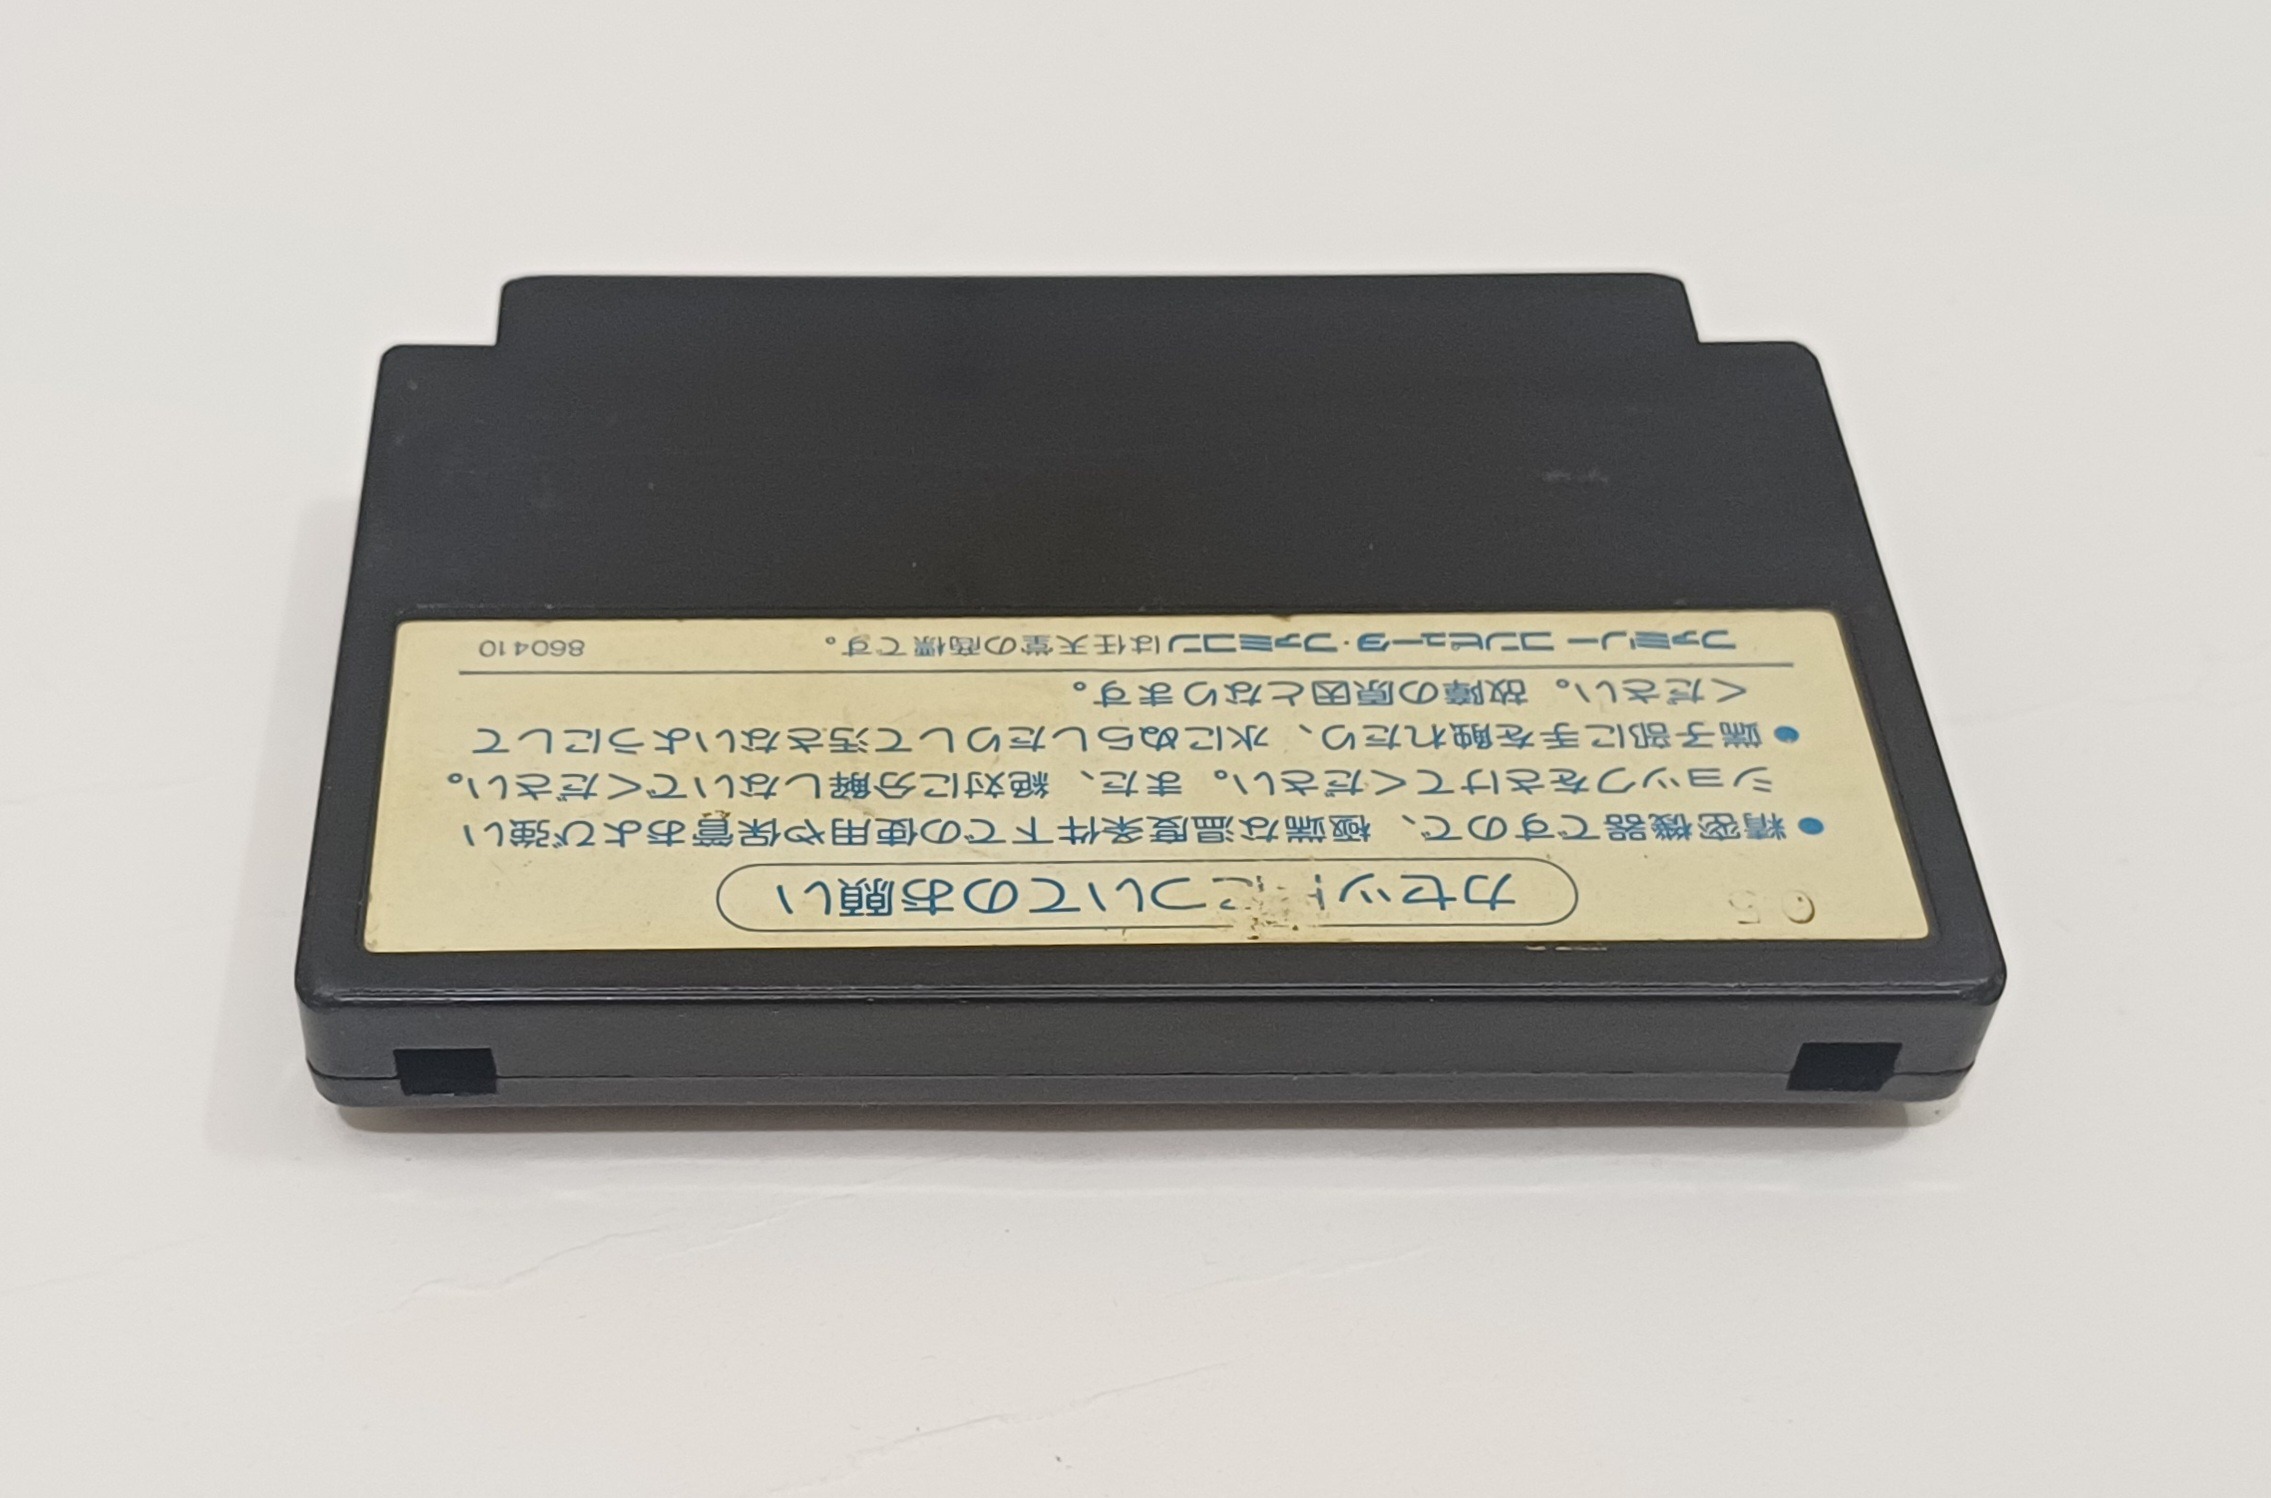 05
カセットについてのお願い
●精密機器ですので、極端な温度条件下での使用や保管および強い
ショックをさけてください。また、絶対に分解しないでください。
●端子部に手を触れたり、水にぬらしたりして汚さないようにして
ください。故障の原因となります。
ファミリーコンピュータ・ファミコンは任天堂の商標です。 860410